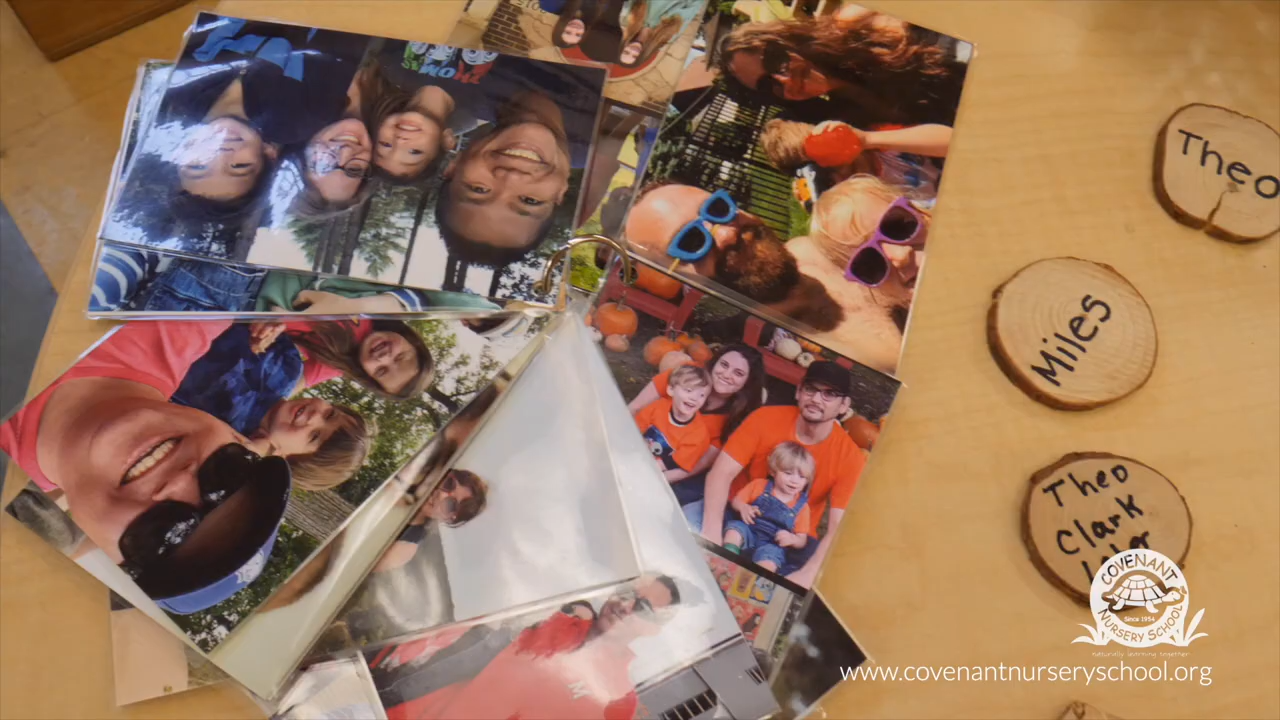 Theo
Miles
Theo
Clark
COVENANT
Since 1954
NURSERY SCHOOL
naturally learning together
www.covenantnurseryschool.org